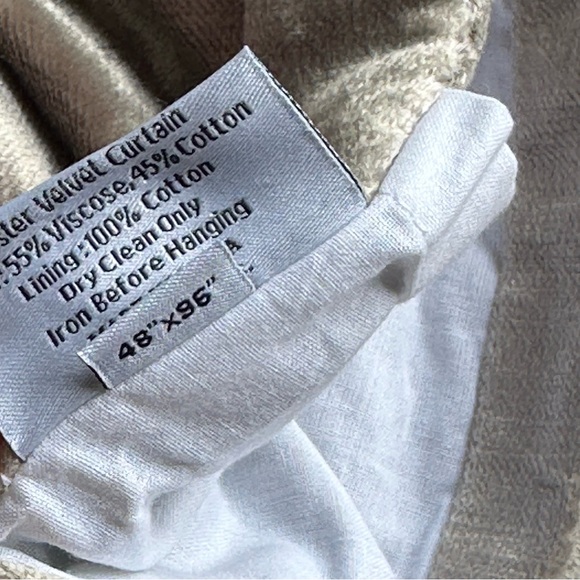 ster Velvet Curtain
55% Viscose, 45% Cotton
Lining -100% Cotton
Dry Clean Only
Iron Before Hanging
A
48"x96"